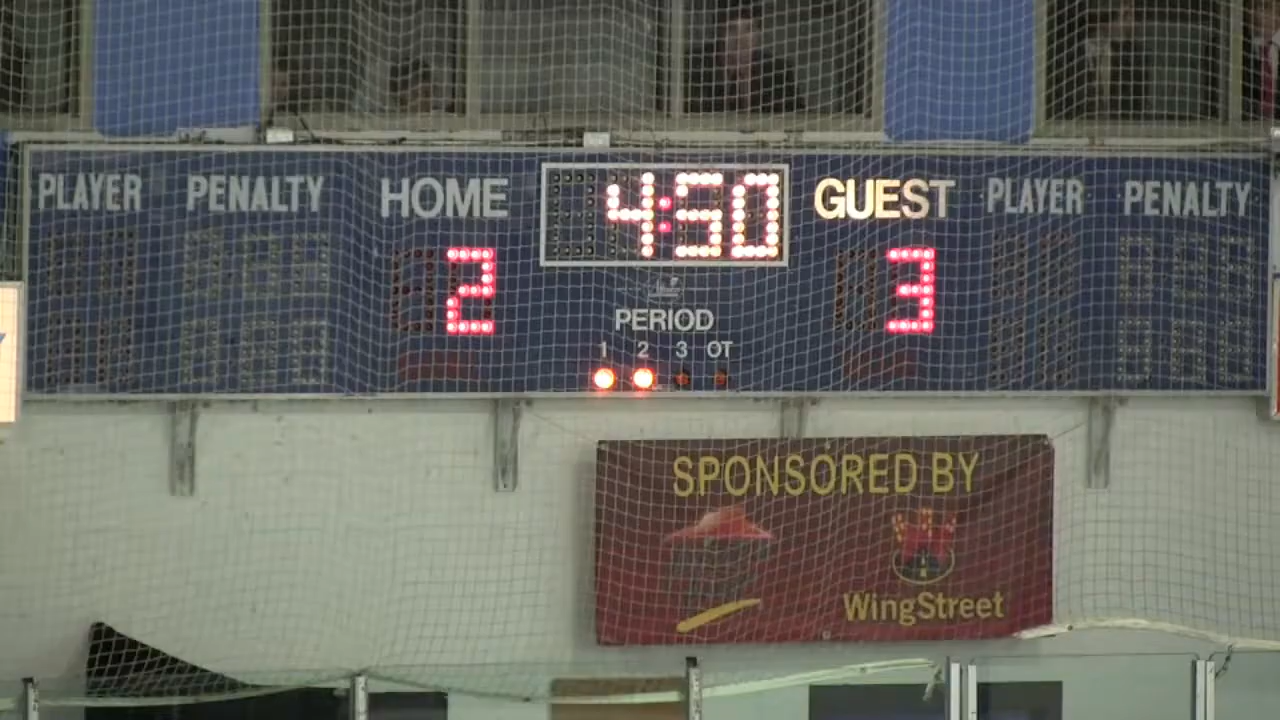 PLAYER PENALTY HOME 4:50 GUEST PLAYER PENALTY
2 3
PERIOD
1 2 3 OT
SPONSORED BY
WingStreet